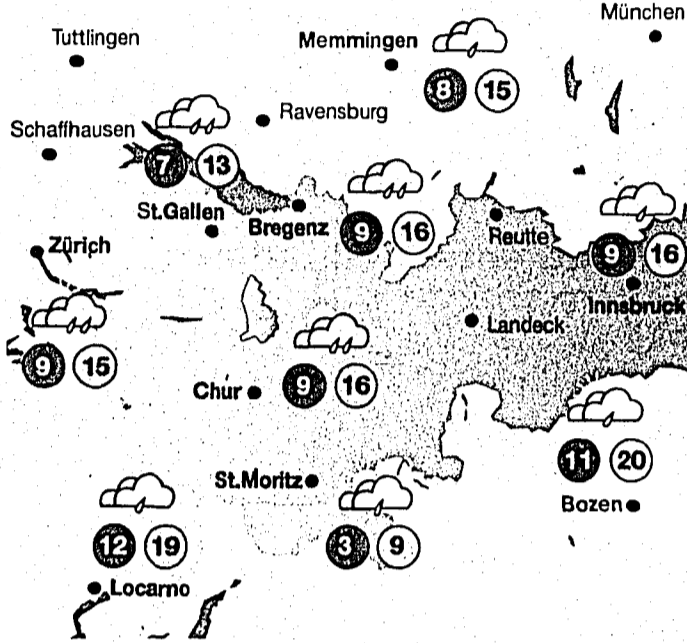 München
Tuttlingen
Memmingen
8 15
Ravensburg
Schaffhausen
7 13
St.Gallen
Bregenz
9 16
Reutte
9 16
Innsbruck
Zürich
Landeck
9 15
Chur
9 16
11 20
Bozen
St.Moritz
3 9
12 19
Locarno